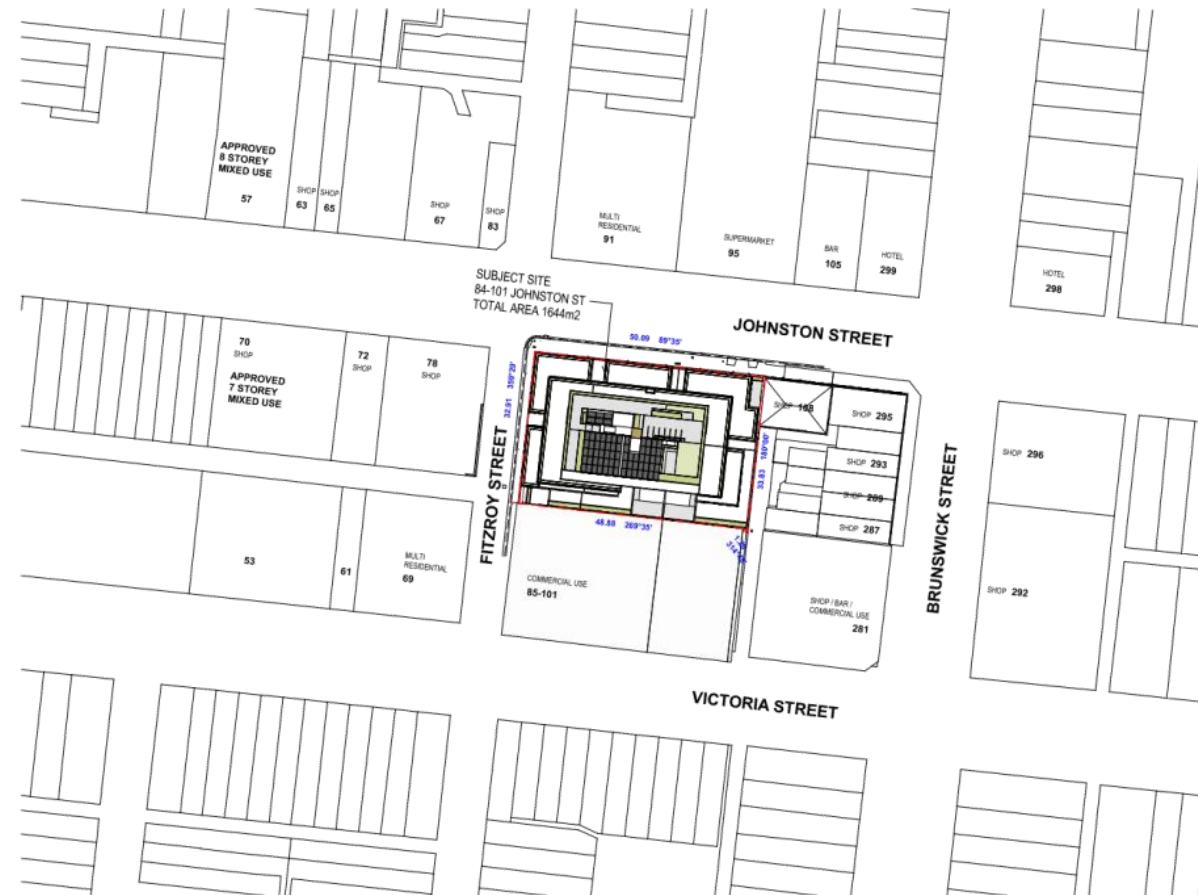 APPROVED
8 STOREY
MIXED USE
57
SHOP
63
SHOP
65
SHOP
67
SHOP
83
MULTI
RESIDENTIAL
91
SUPERMARKET
95
BAR
105
HOTEL
299
HOTEL
298
SUBJECT SITE
84-101 JOHNSTON ST
TOTAL AREA 1644m2
JOHNSTON STREET
50.09 89°35'
70
SHOP
APPROVED
7 STOREY
MIXED USE
72
SHOP
78
SHOP
32.91 359°29'
FITZROY STREET
33.83 180°00'
48.88 269°35'
SHOP
SHOP 295
SHOP 293
SHOP 289
SHOP 287
BRUNSWICK STREET
SHOP 296
SHOP 292
53
61
MULTI
RESIDENTIAL
69
COMMERCIAL USE
85-101
SHOP / BAR /
COMMERCIAL USE
281
VICTORIA STREET